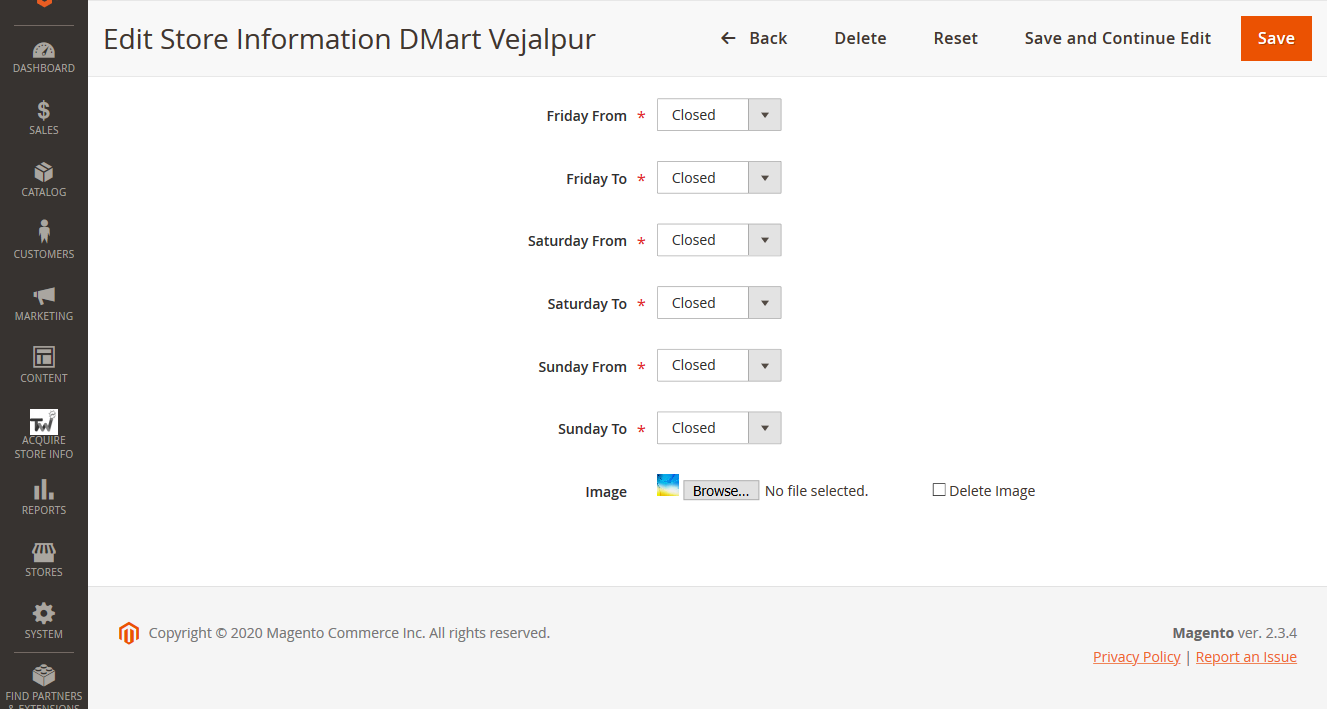 Edit Store Information DMart Vejalpur
Back
Delete
Reset
Save and Continue Edit
Save
DASHBOARD
$
SALES
CATALOG
CUSTOMERS
MARKETING
CONTENT
TW
ACQUIRE
STORE INFO
REPORTS
STORES
SYSTEM
FIND PARTNERS
& EXTENSIONS
Friday From * Closed
Friday To * Closed
Saturday From * Closed
Saturday To * Closed
Sunday From * Closed
Sunday To * Closed
Image Browse... No file selected. Delete Image
Copyright © 2020 Magento Commerce Inc. All rights reserved.
Magento ver. 2.3.4
Privacy Policy | Report an Issue